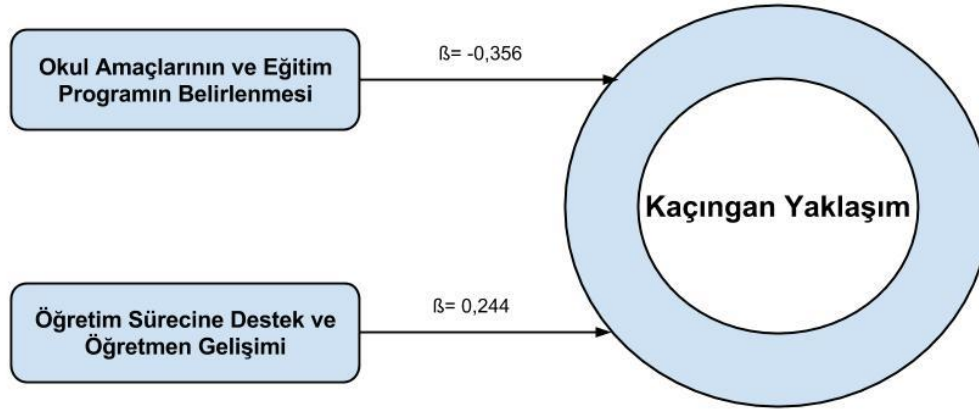 Okul Amaçlarının ve Eğitim
Programın Belirlenmesi
ß= -0,356
Kaçıngan Yaklaşım
Öğretim Sürecine Destek ve
Öğretmen Gelişimi
ß= 0,244